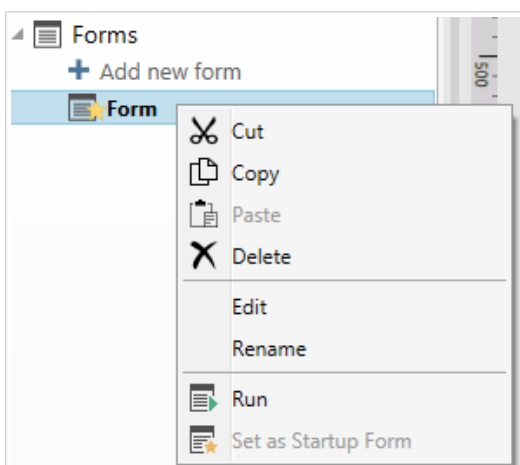 Forms
Add new form
Form
Cut
Copy
Paste
Delete
Edit
Rename
Run
Set as Startup Form
500